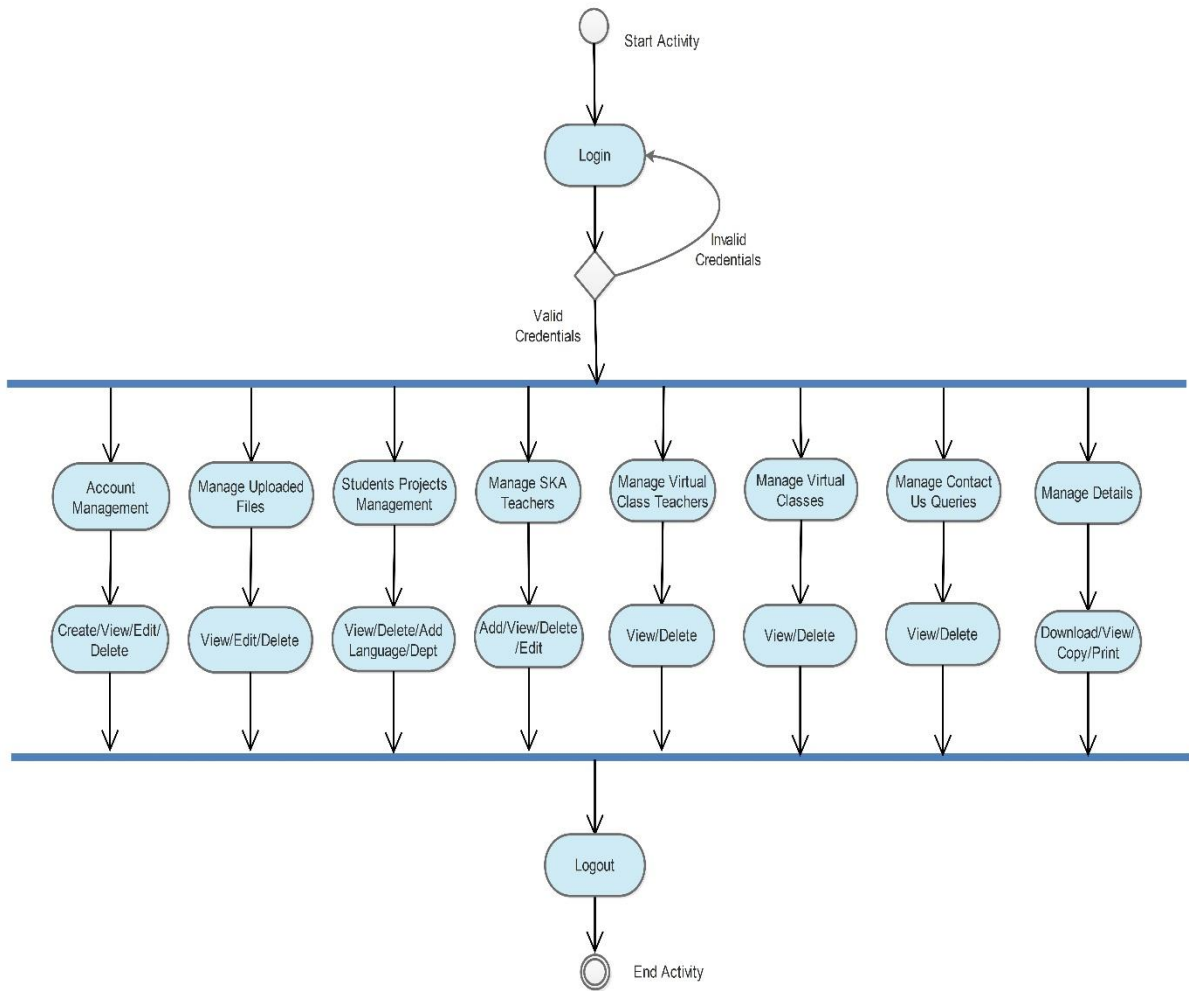 Start Activity
Login
Invalid
Credentials
Valid
Credentials
Account
Management
Manage Uploaded
Files
Students Projects
Management
Manage SKA
Teachers
Manage Virtual
Class Teachers
Manage Virtual
Classes
Manage Contact
Us Queries
Manage Details
Create/View/Edit/
Delete
View/Edit/Delete
View/Delete/Add
Language/Dept
Add/View/Delete
/Edit
View/Delete
View/Delete
View/Delete
Download/View/
Copy/Print
Logout
End Activity